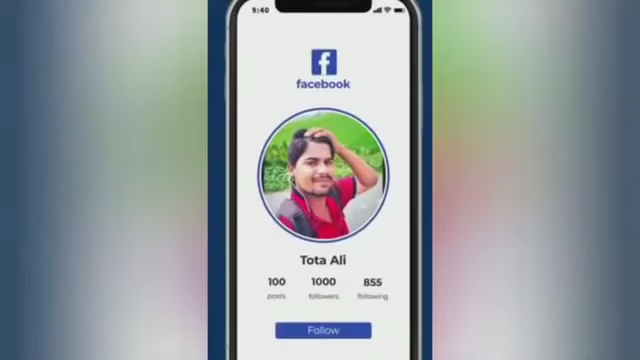 9:40
f
facebook
Tota Ali
100 1000 855
posts followers following
Follow